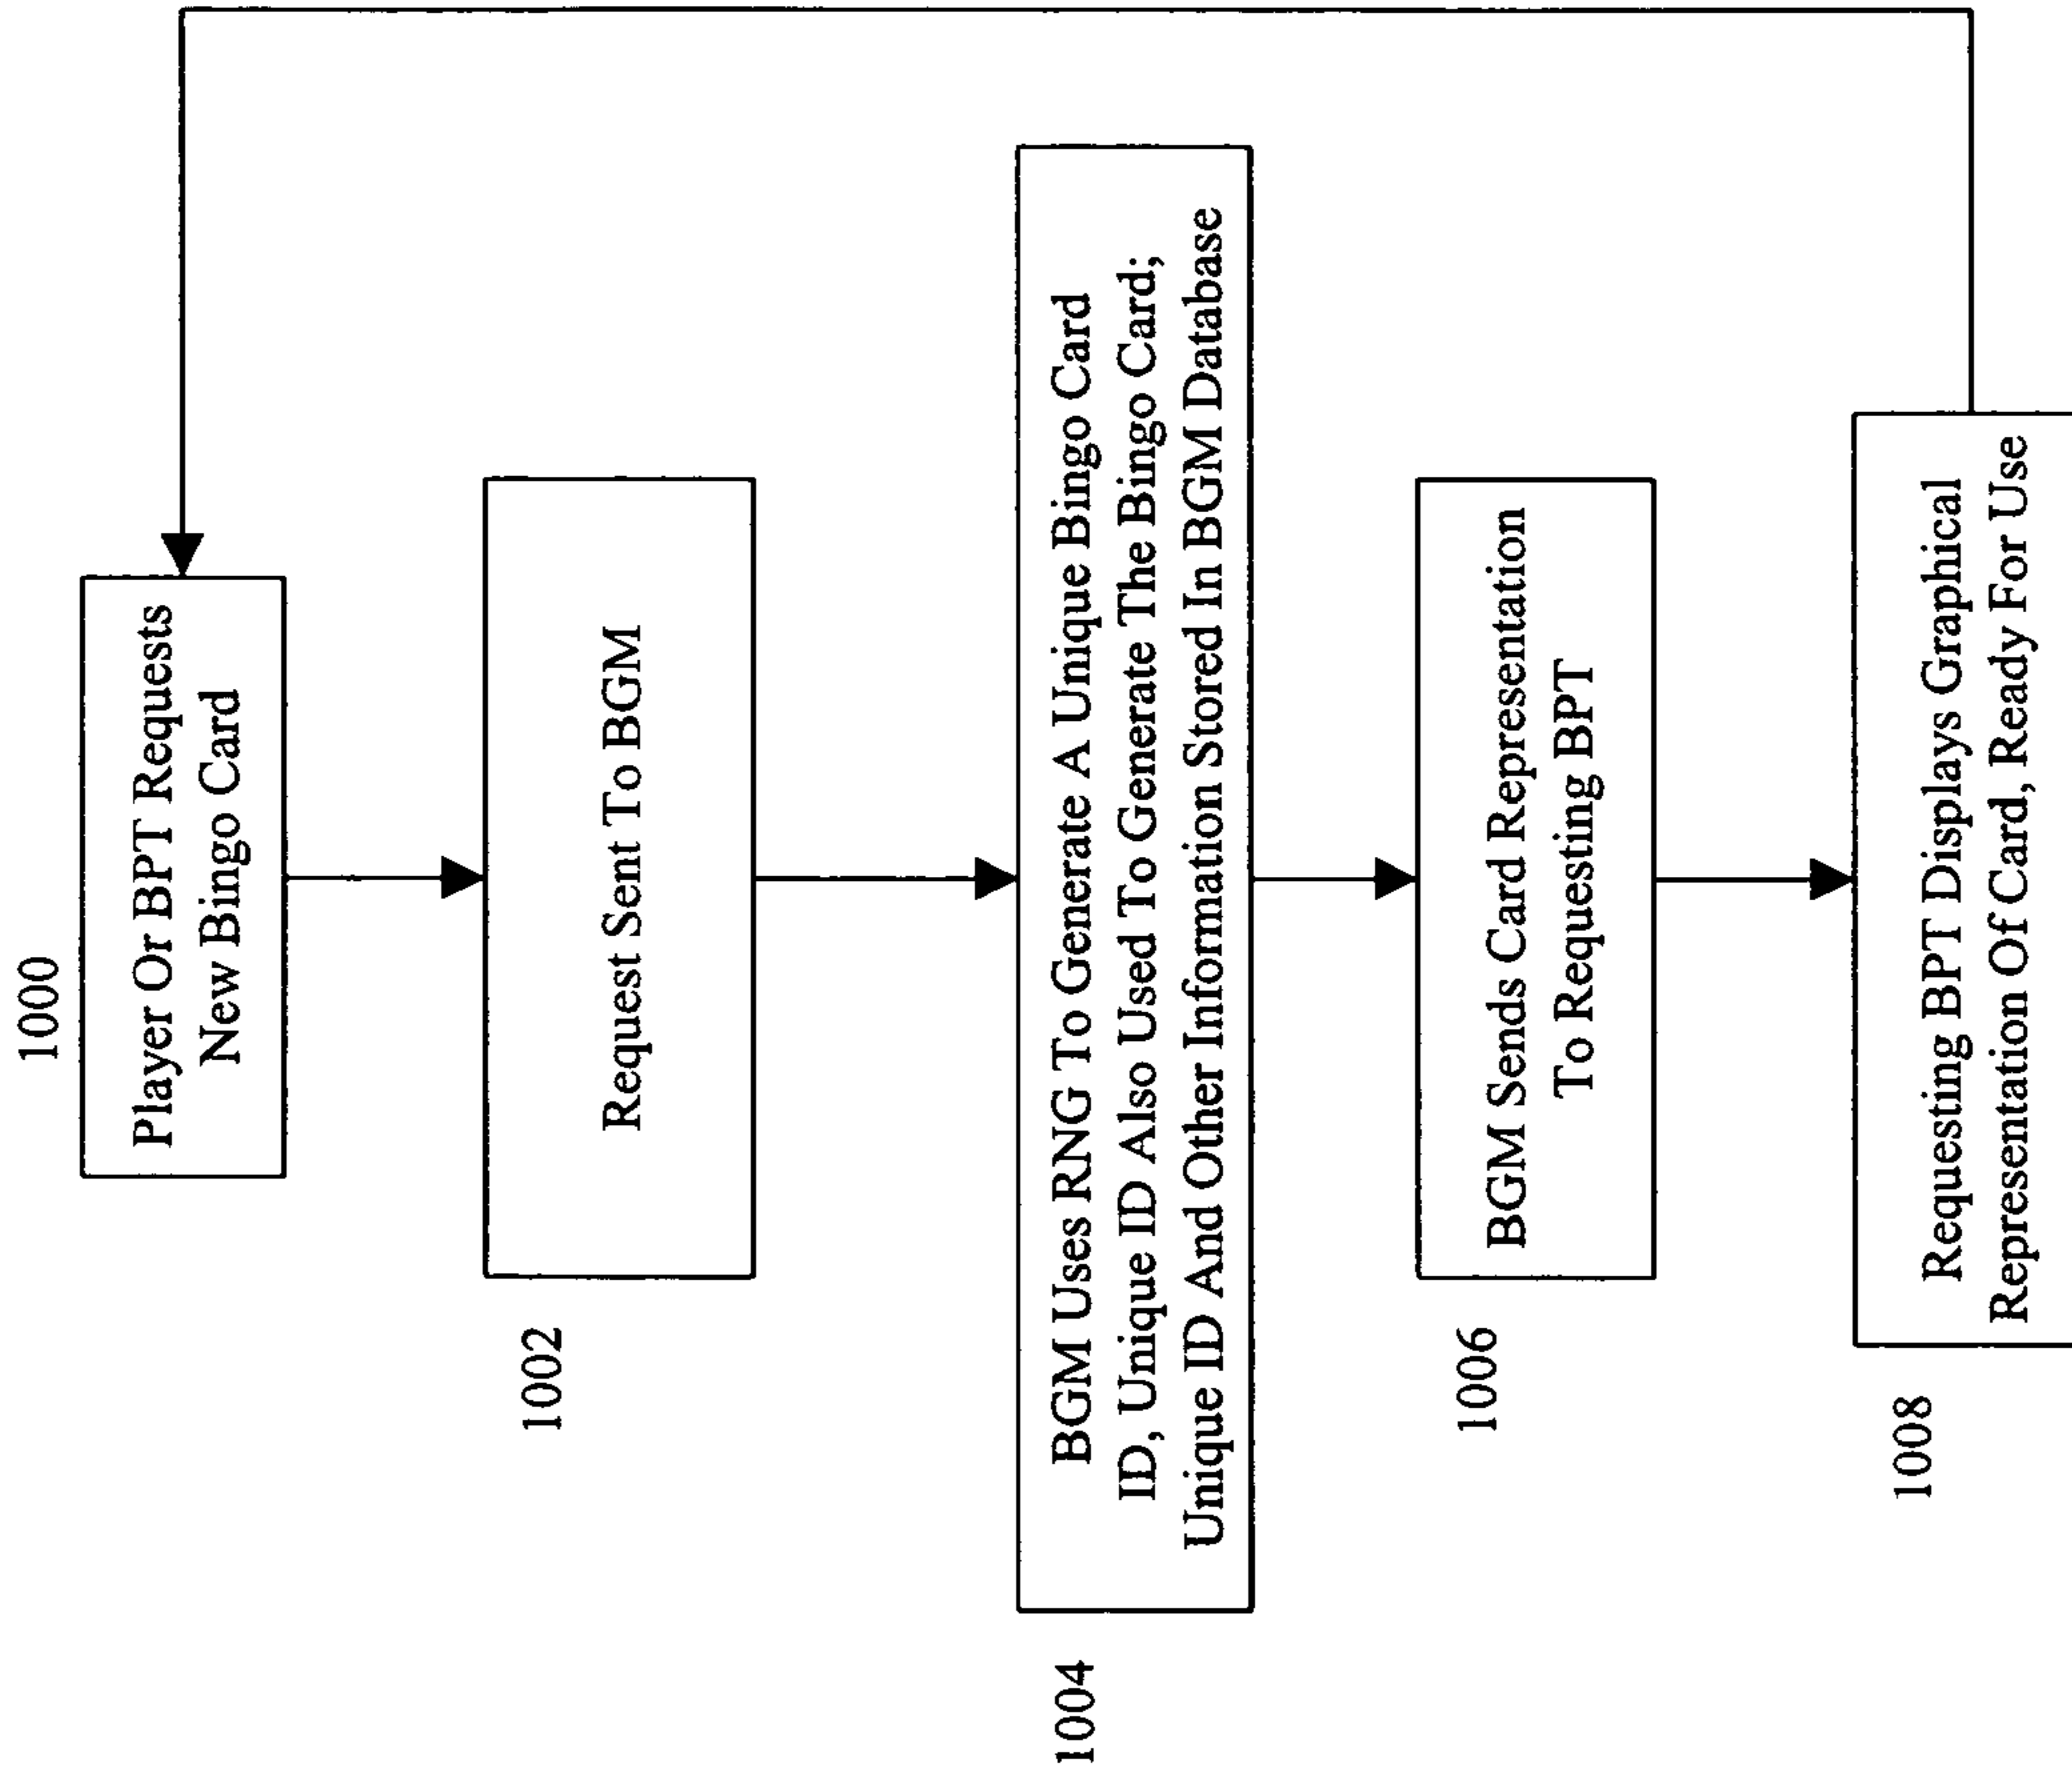 1000
Player Or BPT Requests
New Bingo Card
1002
Request Sent To BGM
1004
BGM Uses RNG To Generate A Unique Bingo Card
ID, Unique ID Also Used To Generate The Bingo Card;
Unique ID And Other Information Stored In BGM Database
1006
BGM Sends Card Representation
To Requesting BPT
1008
Requesting BPT Displays Graphical
Representation Of Card, Ready For Use